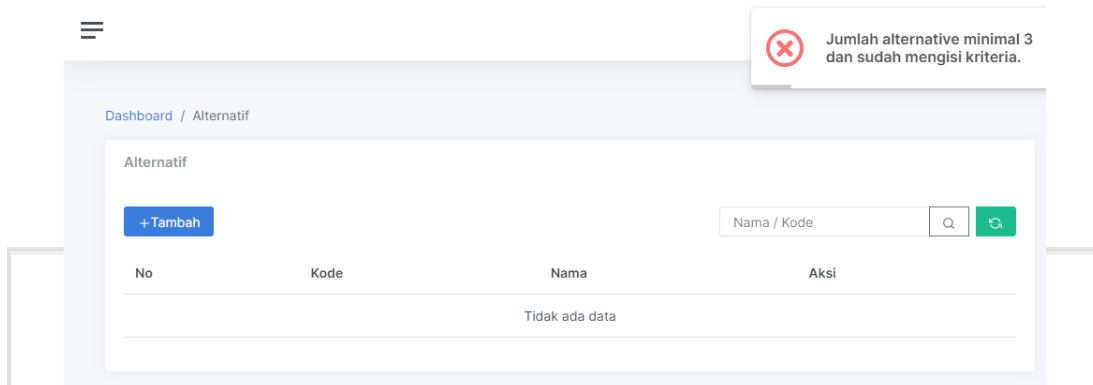 Jumlah alternative minimal 3
dan sudah mengisi kriteria.
Dashboard / Alternatif
Alternatif
+Tambah
Nama / Kode
No Kode Nama Aksi
Tidak ada data